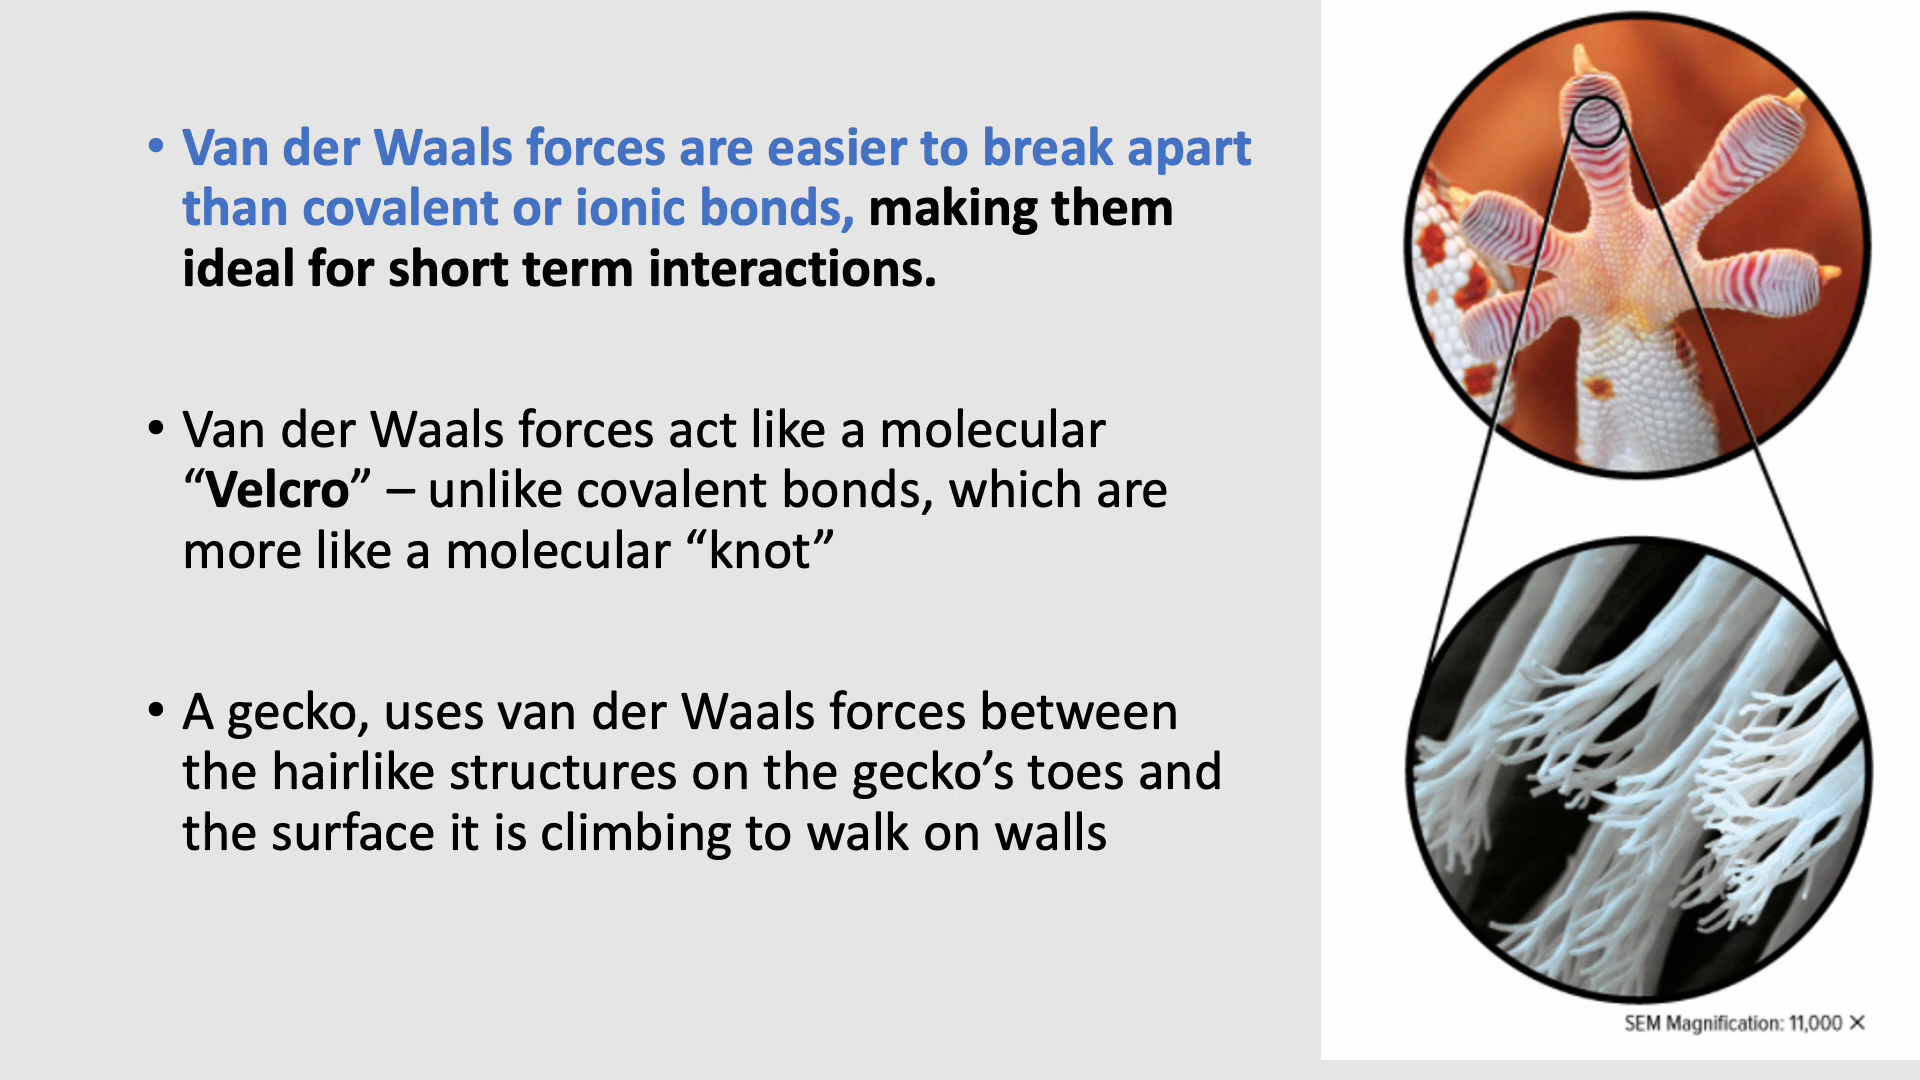 • Van der Waals forces are easier to break apart
than covalent or ionic bonds, making them
ideal for short term interactions.
• Van der Waals forces act like a molecular
“Velcro” – unlike covalent bonds, which are
more like a molecular “knot”
• A gecko, uses van der Waals forces between
the hairlike structures on the gecko’s toes and
the surface it is climbing to walk on walls
SEM Magnification: 11,000 ×